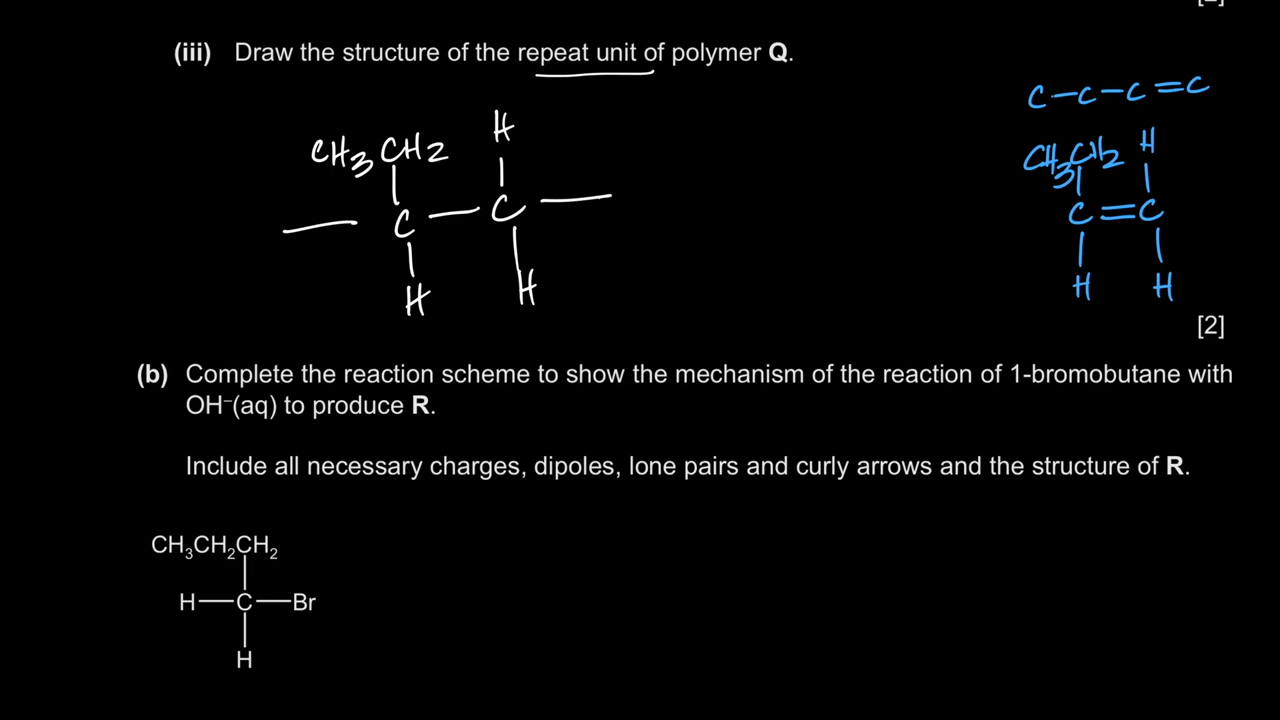 [2]
(iii) Draw the structure of the repeat unit of polymer Q.
C-C-C=C
CH3CH2 H
C-C
H H
CH3CH2 H
C=C
H H
[2]
(b) Complete the reaction scheme to show the mechanism of the reaction of 1-bromobutane with
OH⁻(aq) to produce R.
Include all necessary charges, dipoles, lone pairs and curly arrows and the structure of R.
CH₃CH₂CH₂
H-C-Br
H